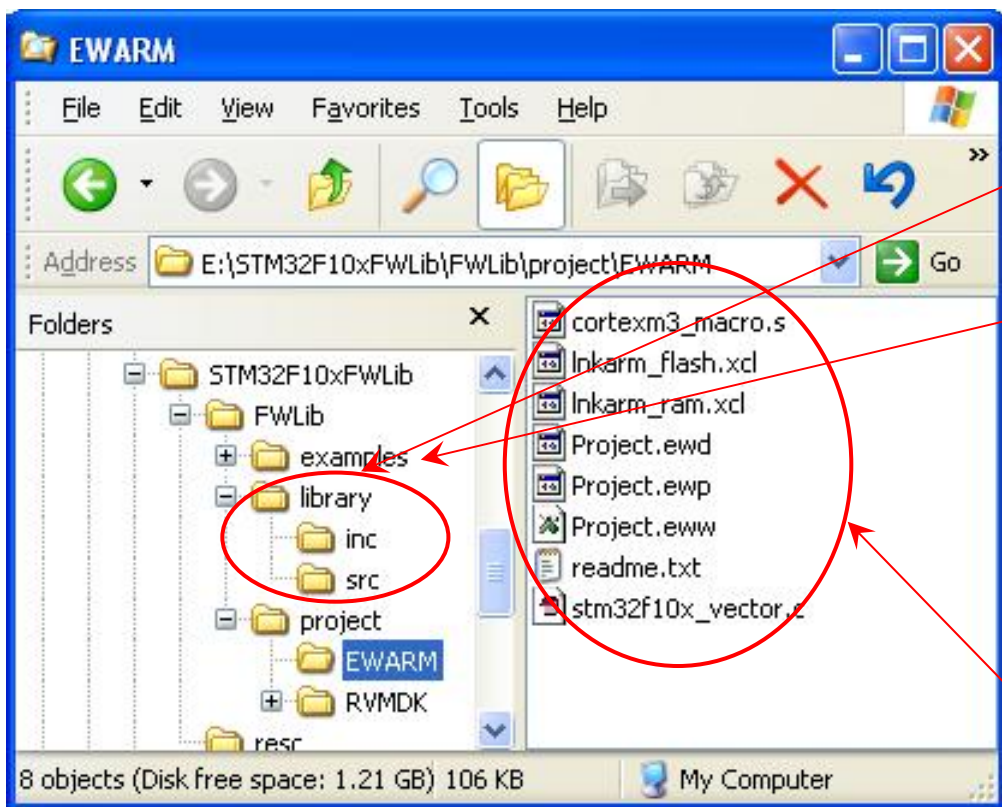 EWARM
File Edit View Favorites Tools Help
»
Address E:\STM32F10xFWLib\FWLib\project\EWARM Go
Folders ×
STM32F10xFWLib
FWLib
examples
library
inc
src
project
EWARM
RVMDK
resc
cortexm3_macro.s
lnkarm_flash.xcl
lnkarm_ram.xcl
Project.ewd
Project.ewp
Project.eww
readme.txt
stm32f10x_vector.c
8 objects (Disk free space: 1.21 GB) 106 KB My Computer